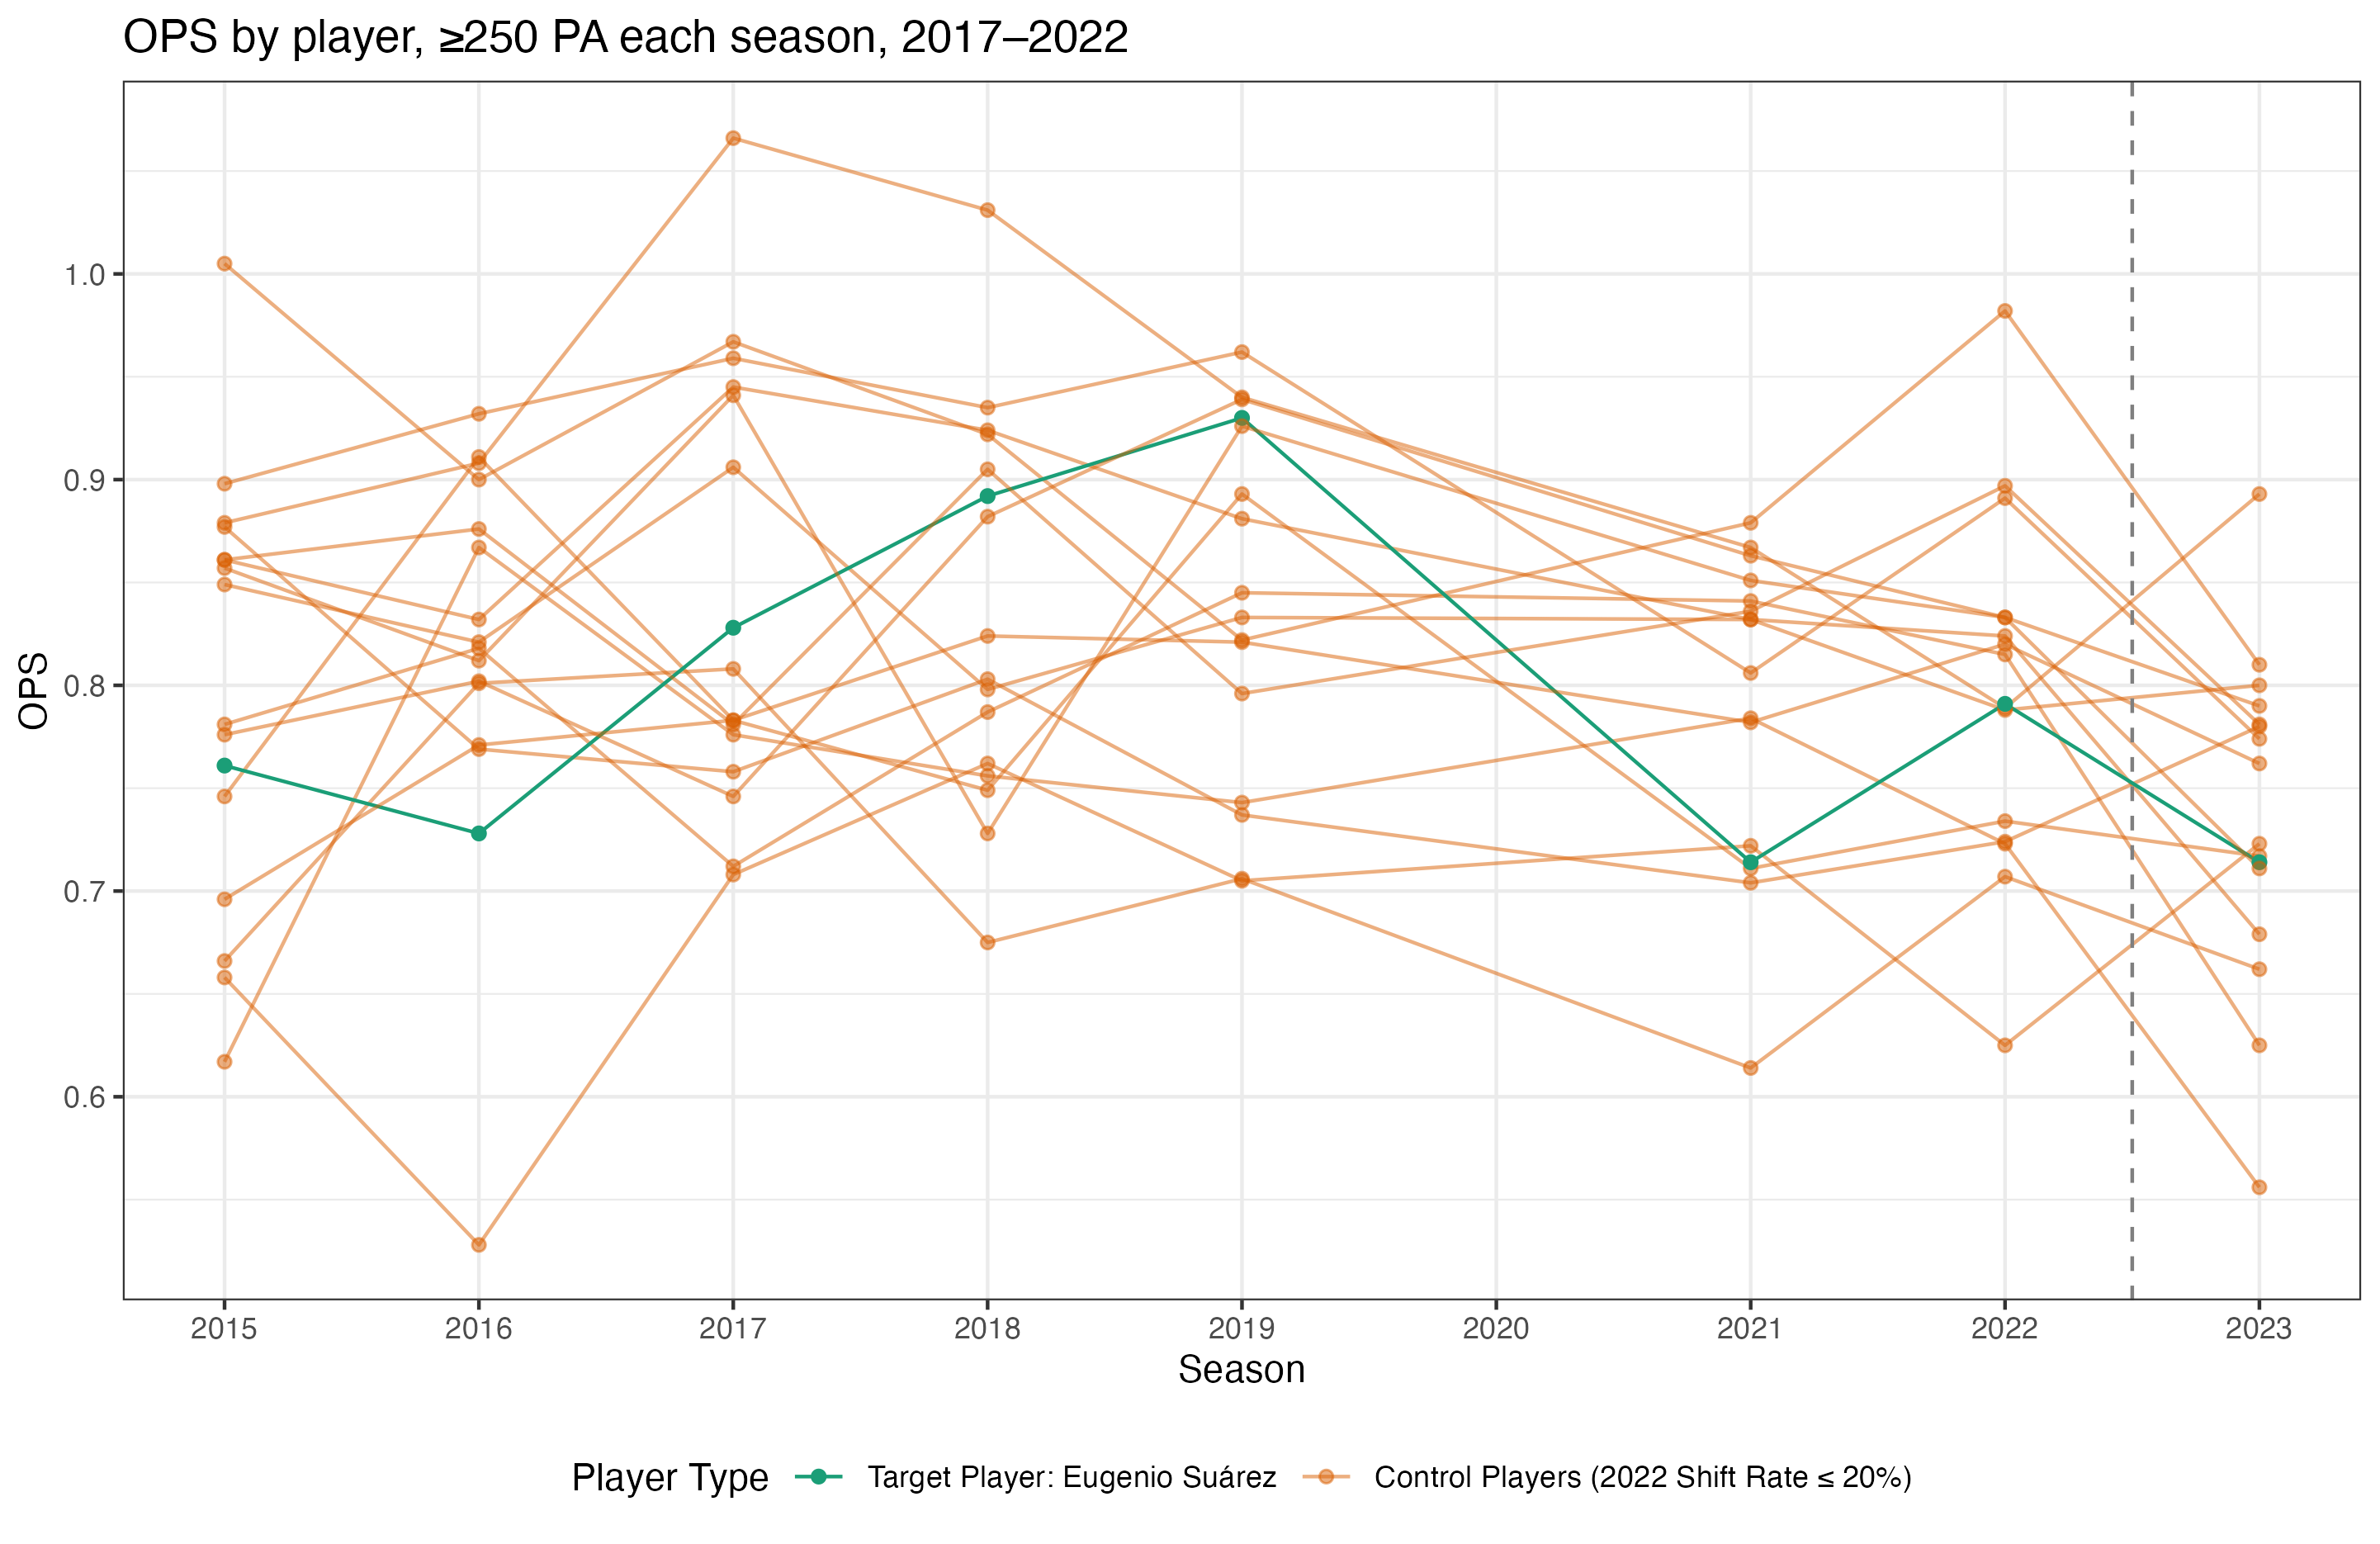 OPS by player, ≥250 PA each season, 2017–2022
OPS
1.0
0.9
0.8
0.7
0.6
2015 2016 2017 2018 2019 2020 2021 2022 2023
Season
Player Type Target Player: Eugenio Suárez Control Players (2022 Shift Rate ≤ 20%)